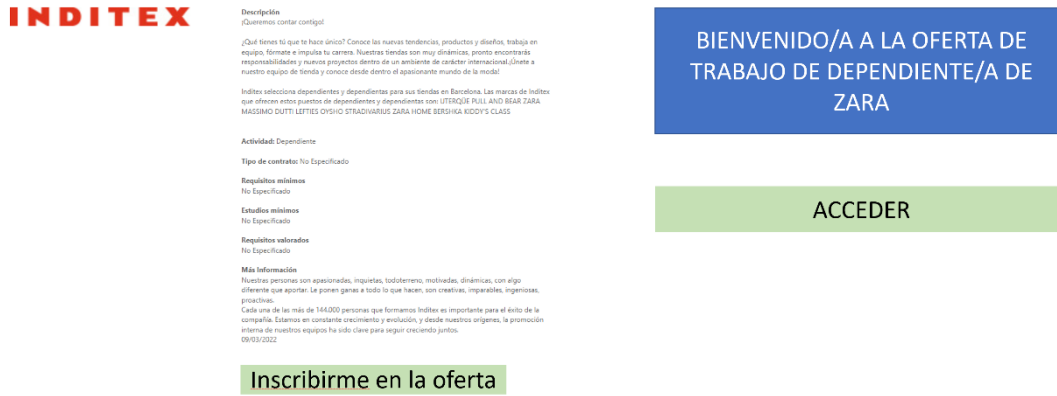 INDITEX
Descripción
¡Queremos contar contigo!
¿Qué tienes tú que te hace único? Conoce las nuevas tendencias, productos y diseños, trabaja en
equipo, fórmate e impulsa tu carrera. Nuestras tiendas son muy dinámicas, pronto encontrarás
responsabilidades y nuevos proyectos dentro de un ambiente de carácter internacional.¡Únete a
nuestro equipo de tienda y conoce desde dentro el apasionante mundo de la moda!
Inditex selecciona dependientes y dependientas para sus tiendas en Barcelona. Las marcas de Inditex
que ofrecen estos puestos de dependientes y dependientas son: UTERQÜE PULL AND BEAR ZARA
MASSIMO DUTTI LEFTIES OYSHO STRADIVARIUS ZARA HOME BERSHKA KIDDY'S CLASS
Actividad: Dependiente
Tipo de contrato: No Especificado
Requisitos mínimos
No Especificado
Estudios mínimos
No Especificado
Requisitos valorados
No Especificado
Más Información
Nuestras personas son apasionadas, inquietas, todoterreno, motivadas, dinámicas, con algo
diferente que aportar. Le ponen ganas a todo lo que hacen, son creativas, imparables, ingeniosas,
proactivas.
Cada una de las más de 144.000 personas que formamos Inditex es importante para el éxito de la
compañía. Estamos en constante crecimiento y evolución, y desde nuestros orígenes, la promoción
interna de nuestros equipos ha sido clave para seguir creciendo juntos.
09/03/2022
Inscribirme en la oferta
BIENVENIDO/A A LA OFERTA DE
TRABAJO DE DEPENDIENTE/A DE
ZARA
ACCEDER